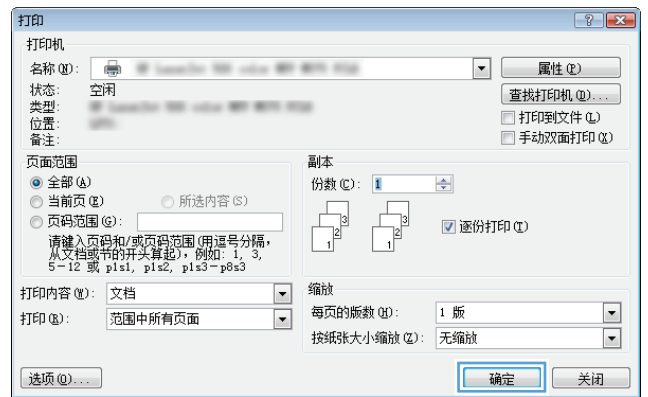 打印
打印机
名称(N):
属性(P)
状态: 空闲
查找打印机(D)...
类型:
位置:
打印到文件(L)
备注:
手动双面打印(X)
页面范围
全部(A)
当前页(E) 所选内容(S)
页码范围(G):
请键入页码和/或页码范围(用逗号分隔，
从文档或节的开头算起)，例如: 1, 3,
5-12 或 p1s1, p1s2, p1s3-p8s3
副本
份数(C): 1
3 3
2 2
1 1
逐份打印(T)
打印内容(W): 文档
打印(R): 范围中所有页面
缩放
每页的版数(H): 1 版
按纸张大小缩放(Z): 无缩放
选项(O)...
确定 关闭